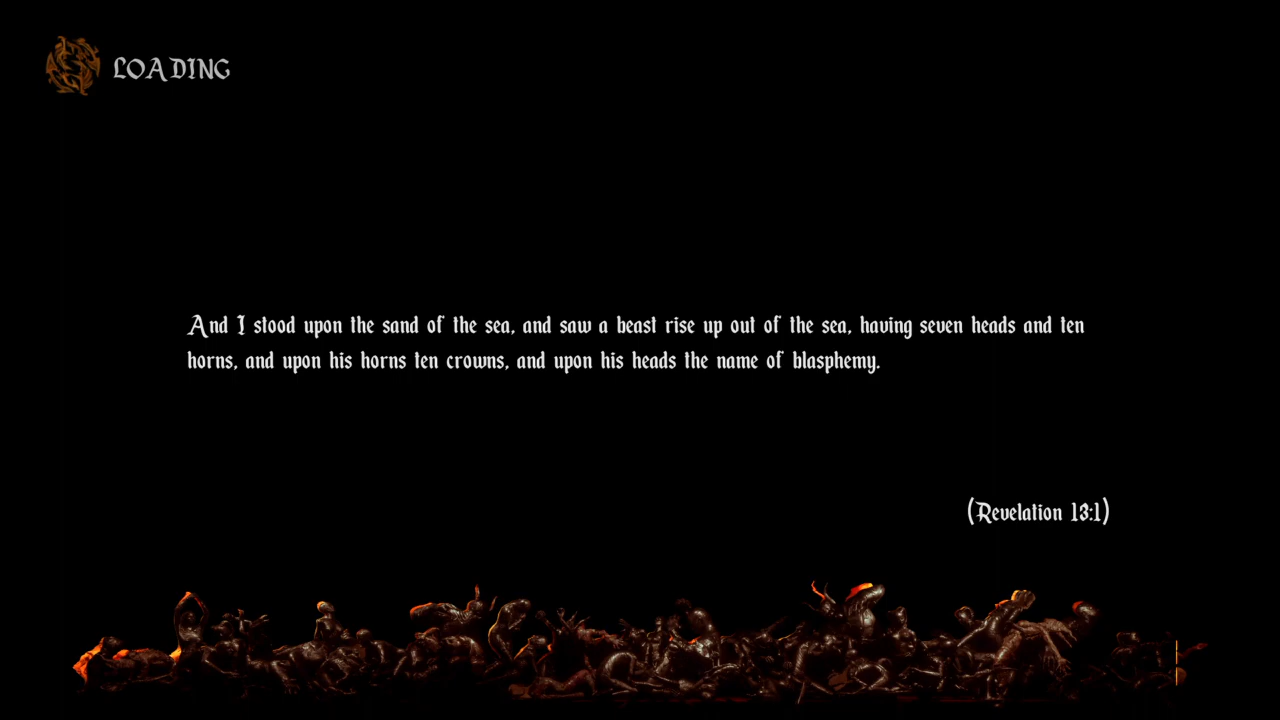 LOADING
And I stood upon the sand of the sea, and saw a beast rise up out of the sea, having seven heads and ten
horns, and upon his horns ten crowns, and upon his heads the name of blasphemy.
(Revelation 13:1)